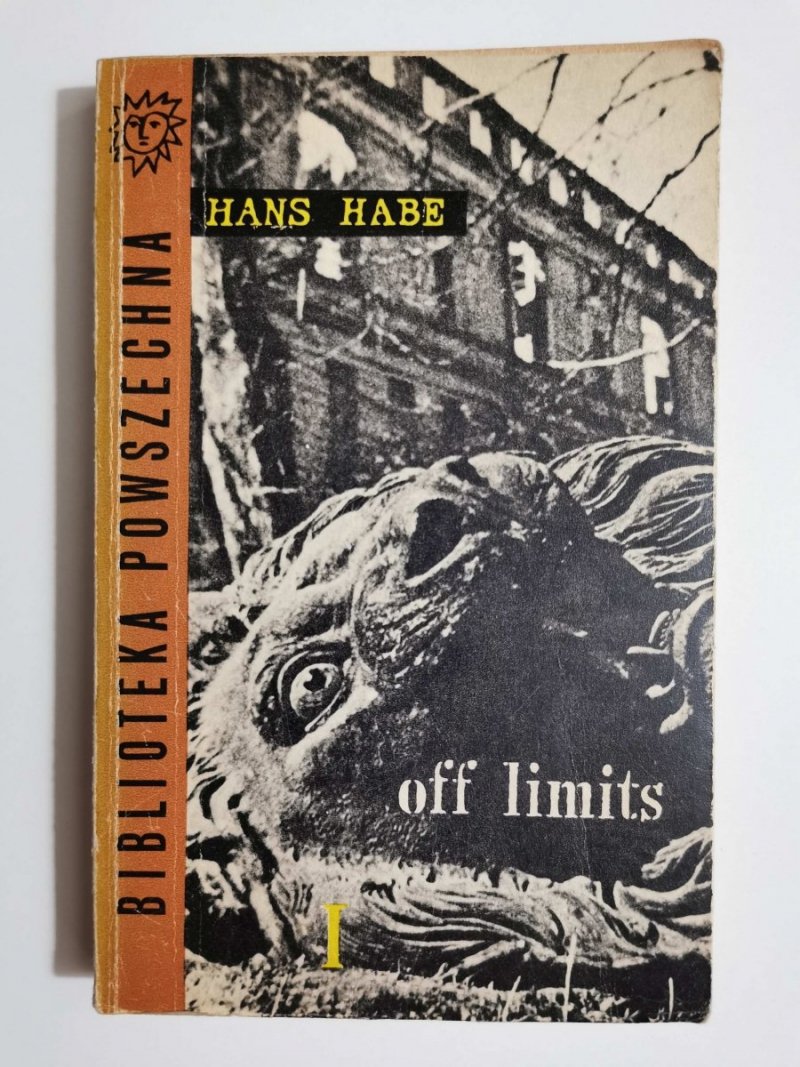 BIBLIOTEKA POWSZECHNA
HANS HABE
off limits
I